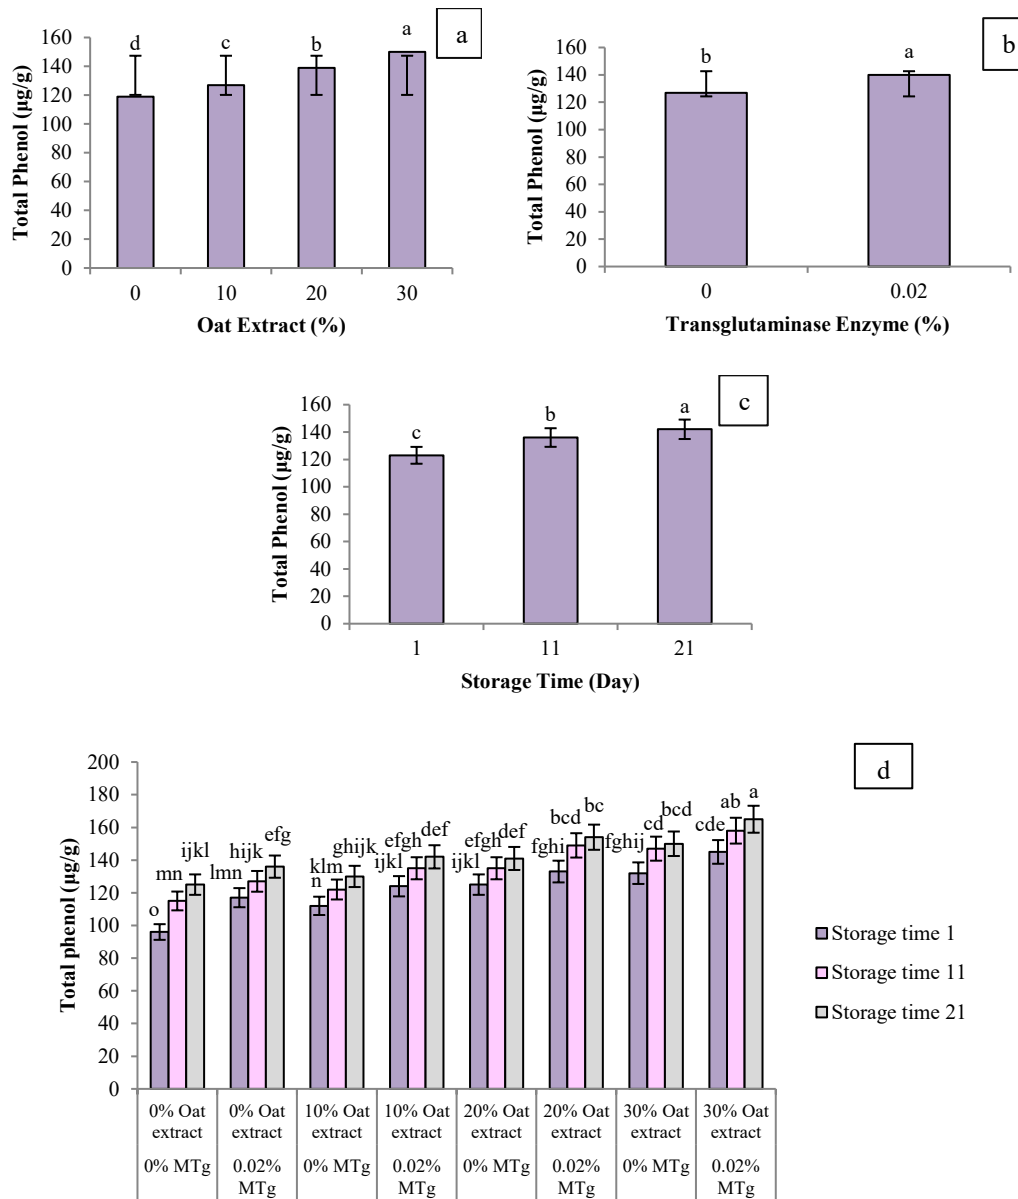 a
Total Phenol (µg/g)
160
140
120
100
80
60
40
20
0
d
c
b
a
0
10
20
30
Oat Extract (%)
b
Total Phenol (µg/g)
160
140
120
100
80
60
40
20
0
b
a
0
0.02
Transglutaminase Enzyme (%)
c
Total Phenol (µg/g)
160
140
120
100
80
60
40
20
0
c
b
a
1
11
21
Storage Time (Day)
d
Total phenol (µg/g)
200
180
160
140
120
100
80
60
40
20
0
o
mn
ijkl
lmn
hijk
efg
n
klm
ghijk
ijkl
efgh
def
ijkl
efgh
def
fghi
bcd
bc
fghij
cd
bcd
cde
ab
a
0% Oat
extract
0% Oat
extract
10% Oat
extract
10% Oat
extract
20% Oat
extract
20% Oat
extract
30% Oat
extract
30% Oat
extract
0% MTg
0.02%
MTg
0% MTg
0.02%
MTg
0% MTg
0.02%
MTg
0% MTg
0.02%
MTg
Storage time 1
Storage time 11
Storage time 21